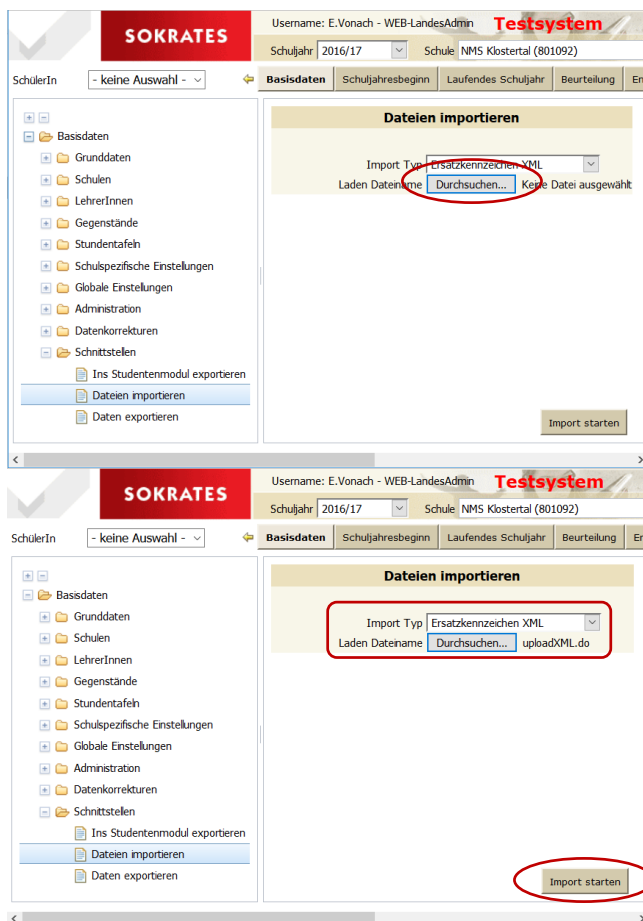 Username: E.Vonach - WEB-LandesAdmin Testsystem
SOKRATES
Schuljahr 2016/17 Schule NMS Klostertal (801092)
SchülerIn - keine Auswahl - Basisdaten Schuljahresbeginn Laufendes Schuljahr Beurteilung En
Dateien importieren
Basisdaten
Grunddaten
Import Typ Ersatzkennzeichen XML
Schulen
Laden Dateiname Durchsuchen... Keine Datei ausgewählt
LehrerInnen
Gegenstände
Stundentafeln
Schulspezifische Einstellungen
Globale Einstellungen
Administration
Datenkorrekturen
Schnittstellen
Ins Studentenmodul exportieren
Dateien importieren
Daten exportieren
Import starten
Username: E.Vonach - WEB-LandesAdmin Testsystem
SOKRATES
Schuljahr 2016/17 Schule NMS Klostertal (801092)
SchülerIn - keine Auswahl - Basisdaten Schuljahresbeginn Laufendes Schuljahr Beurteilung Er
Dateien importieren
Basisdaten
Grunddaten
Import Typ Ersatzkennzeichen XML
Schulen
Laden Dateiname Durchsuchen... uploadXML.do
LehrerInnen
Gegenstände
Stundentafeln
Schulspezifische Einstellungen
Globale Einstellungen
Administration
Datenkorrekturen
Schnittstellen
Ins Studentenmodul exportieren
Dateien importieren
Daten exportieren
Import starten